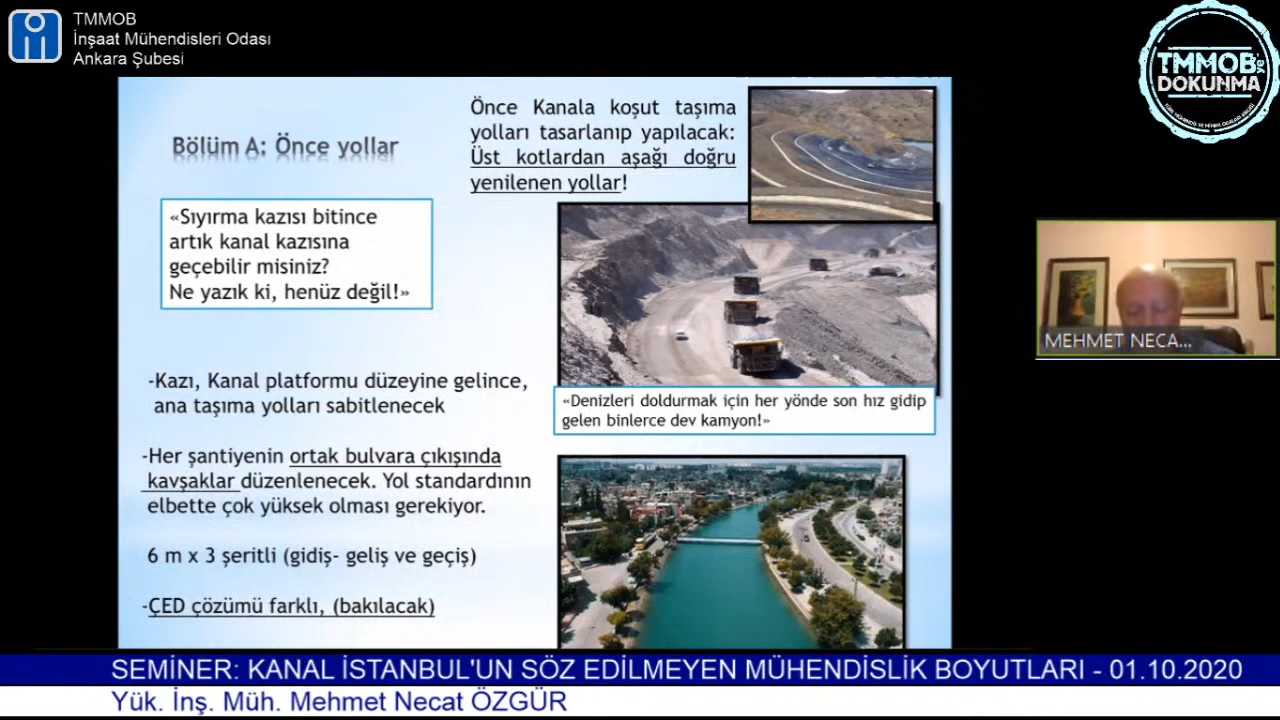 TMMOB
İnşaat Mühendisleri Odası
Ankara Şubesi
TMMOB
DOKUNMA
Bölüm A: Önce yollar
Önce Kanala koşut taşıma
yolları tasarlanıp yapılacak:
Üst kotlardan aşağı doğru
yenilenen yollar!
«Sıyırma kazısı bitince
artık kanal kazısına
geçebilir misiniz?
Ne yazık ki, henüz değil!»
-Kazı, Kanal platformu düzeyine gelince,
ana taşıma yolları sabitlenecek
«Denizleri doldurmak için her yönde son hız gidip
gelen binlerce dev kamyon!»
-Her şantiyenin ortak bulvara çıkışında
kavşaklar düzenlenecek. Yol standardının
elbette çok yüksek olması gerekiyor.
6 m x 3 şeritli (gidiş- geliş ve geçiş)
-ÇED çözümü farklı, (bakılacak)
MEHMET NECA...
SEMİNER: KANAL İSTANBUL'UN SÖZ EDİLMEYEN MÜHENDİSLİK BOYUTLARI - 01.10.2020
Yük. İnş. Müh. Mehmet Necat ÖZGÜR